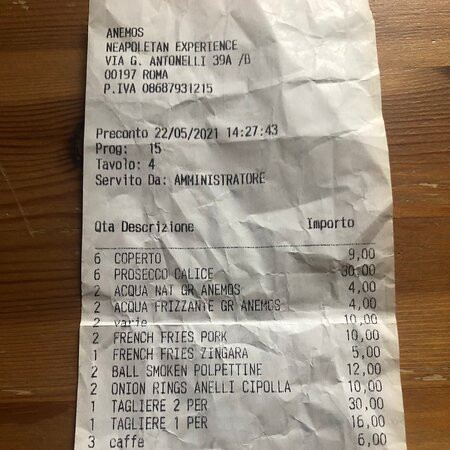 ANEMOS
NEAPOLETAN EXPERIENCE
VIA G. ANTONELLI 39A /B
00197 ROMA
P.IVA 08687931215
Preconto 22/05/2021 14:27:43
Prog: 15
Tavolo: 4
Servito Da: AMMINISTRATORE
Qta Descrizione Importo
6 COPERTO 9,00
6 PROSECCO CALICE 30,00
2 ACQUA NAT GR ANEMOS 4,00
2 ACQUA FRIZZANTE GR ANEMOS 4,00
2 varie 10,00
2 FRENCH FRIES PORK 10,00
1 FRENCH FRIES ZINGARA 5,00
2 BALL SMOKEN POLPETTINE 12,00
2 ONION RINGS ANELLI CIPOLLA 10,00
1 TAGLIERE 2 PER 30,00
1 TAGLIERE 1 PER 16,00
3 caffe 6,00